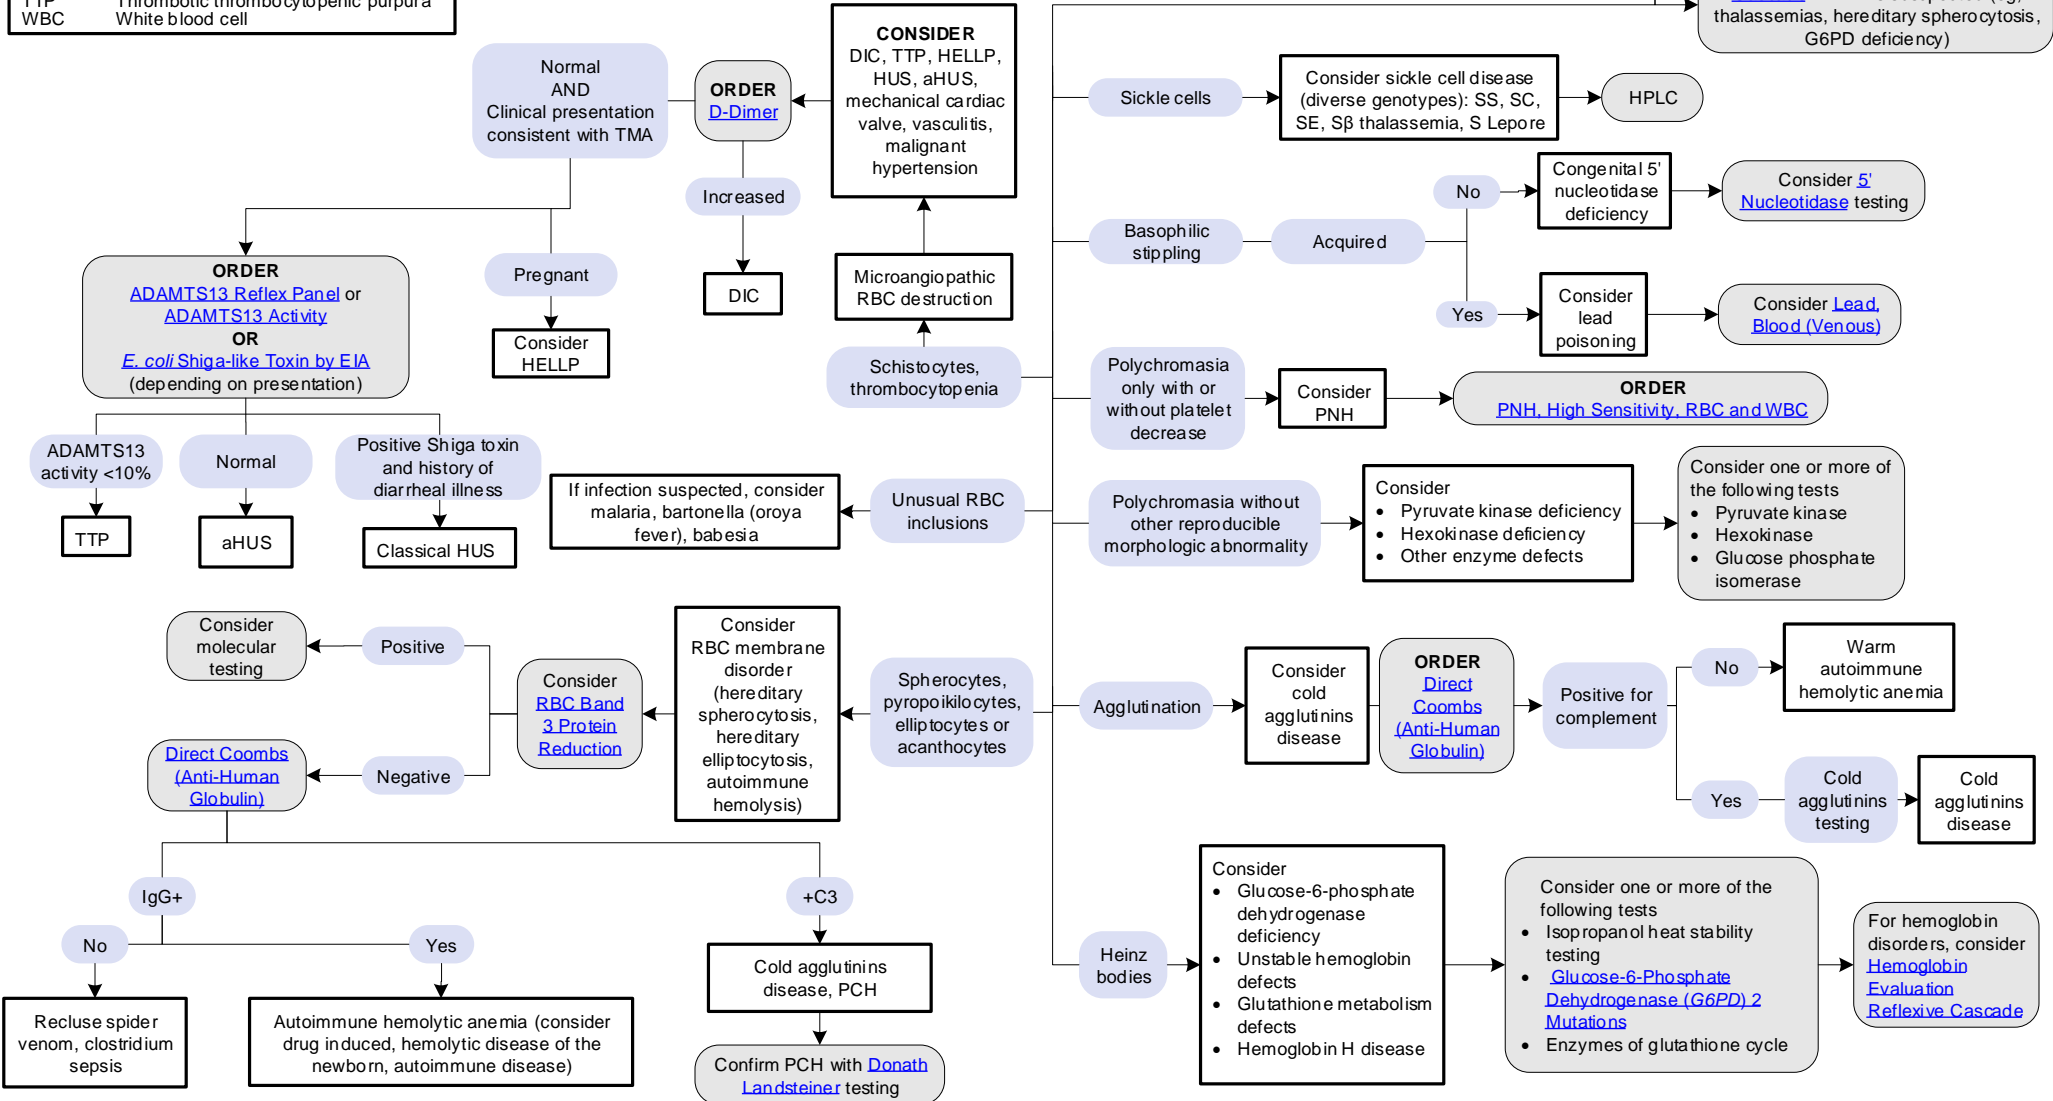 TTP Thrombotic thrombocytopenic purpura
WBC White blood cell
thalassemias, hereditary spherocytosis,
G6PD deficiency)
CONSIDER
DIC, TTP, HELLP,
HUS, aHUS,
mechanical cardiac
valve, vasculitis,
malignant
hypertension
ORDER
D-Dimer
Normal
AND
Clinical presentation
consistent with TMA
Increased
DIC
Pregnant
Consider
HELLP
Microangiopathic
RBC destruction
Schistocytes,
thrombocytopenia
ORDER
ADAMTS13 Reflex Panel or
ADAMTS13 Activity
OR
E. coli Shiga-like Toxin by EIA
(depending on presentation)
ADAMTS13
activity <10%
Normal
Positive Shiga toxin
and history of
diarrheal illness
TTP
aHUS
Classical HUS
Sickle cells
Consider sickle cell disease
(diverse genotypes): SS, SC,
SE, Sβ thalassemia, S Lepore
HPLC
Basophilic
stippling
Acquired
No
Congenital 5'
nucleotidase
deficiency
Consider 5'
Nucleotidase testing
Yes
Consider
lead
poisoning
Consider Lead,
Blood (Venous)
Polychromasia
only with or
without platelet
decrease
Consider
PNH
ORDER
PNH, High Sensitivity, RBC and WBC
Unusual RBC
inclusions
If infection suspected, consider
malaria, bartonella (oroya
fever), babesia
Polychromasia without
other reproducible
morphologic abnormality
Consider
• Pyruvate kinase deficiency
• Hexokinase deficiency
• Other enzyme defects
Consider one or more of
the following tests
• Pyruvate kinase
• Hexokinase
• Glucose phosphate
isomerase
Spherocytes,
pyropoikilocytes,
elliptocytes or
acanthocytes
Consider
RBC membrane
disorder
(hereditary
spherocytosis,
hereditary
elliptocytosis,
autoimmune
hemolysis)
Consider
RBC Band
3 Protein
Reduction
Positive
Consider
molecular
testing
Negative
Direct Coombs
(Anti-Human
Globulin)
IgG+
No
Yes
Recluse spider
venom, clostridium
sepsis
Autoimmune hemolytic anemia (consider
drug induced, hemolytic disease of the
newborn, autoimmune disease)
+C3
Cold agglutinins
disease, PCH
Confirm PCH with Donath
Landsteiner testing
Agglutination
Consider
cold
agglutinins
disease
ORDER
Direct
Coombs
(Anti-Human
Globulin)
Positive for
complement
No
Warm
autoimmune
hemolytic anemia
Yes
Cold
agglutinins
testing
Cold
agglutinins
disease
Heinz
bodies
Consider
• Glucose-6-phosphate
dehydrogenase
deficiency
• Unstable hemoglobin
defects
• Glutathione metabolism
defects
• Hemoglobin H disease
Consider one or more of the
following tests
• Isopropanol heat stability
testing
• Glucose-6-Phosphate
Dehydrogenase (G6PD) 2
Mutations
• Enzymes of glutathione cycle
For hemoglobin
disorders, consider
Hemoglobin
Evaluation
Reflexive Cascade